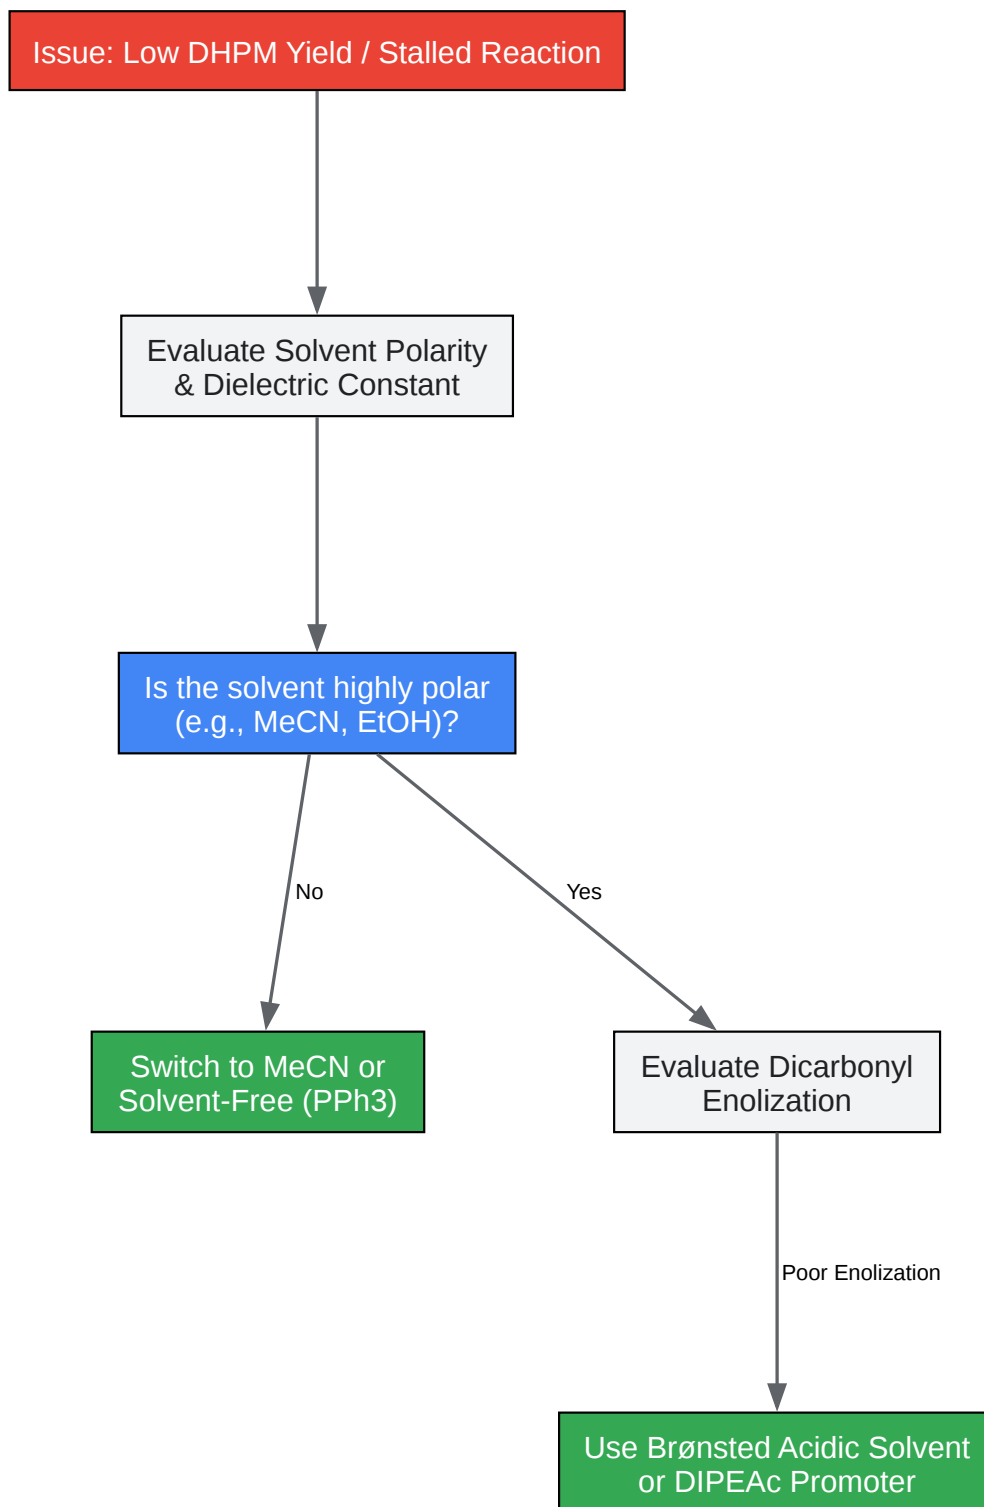 Issue: Low DHPM Yield / Stalled Reaction
Evaluate Solvent Polarity
& Dielectric Constant
Is the solvent highly polar
(e.g., MeCN, EtOH)?
No
Yes
Switch to MeCN or
Solvent-Free (PPh3)
Evaluate Dicarbonyl
Enolization
Poor Enolization
Use Brønsted Acidic Solvent
or DIPEAc Promoter